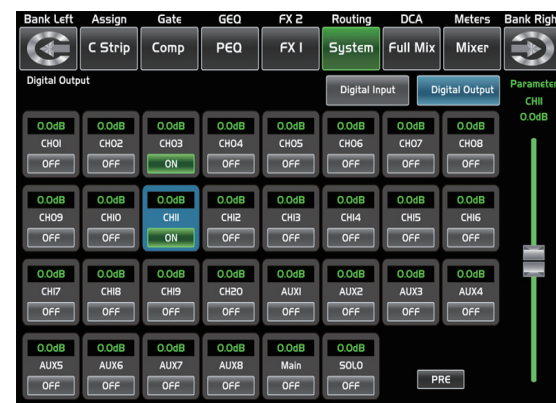 Bank Left Assign Gate GEQ FX 2 Routing DCA Meters Bank Righ
C Strip Comp PEQ FX 1 System Full Mix Mixer
Digital Output Digital Input Digital Output Parameter
CH11
0.0dB
0.0dB 0.0dB 0.0dB 0.0dB 0.0dB 0.0dB 0.0dB 0.0dB
CH01 CH02 CH03 CH04 CH05 CH06 CH07 CH08
OFF OFF ON OFF OFF OFF OFF OFF
0.0dB 0.0dB 0.0dB 0.0dB 0.0dB 0.0dB 0.0dB 0.0dB
CH09 CH10 CH11 CH12 CH13 CH14 CH15 CH16
OFF OFF ON OFF OFF OFF OFF OFF
0.0dB 0.0dB 0.0dB 0.0dB 0.0dB 0.0dB 0.0dB 0.0dB
CH17 CH18 CH19 CH20 AUX1 AUX2 AUX3 AUX4
OFF OFF OFF OFF OFF OFF OFF OFF
0.0dB 0.0dB 0.0dB 0.0dB 0.0dB 0.0dB
AUX5 AUX6 AUX7 AUX8 Main SOLO
OFF OFF OFF OFF OFF OFF PRE